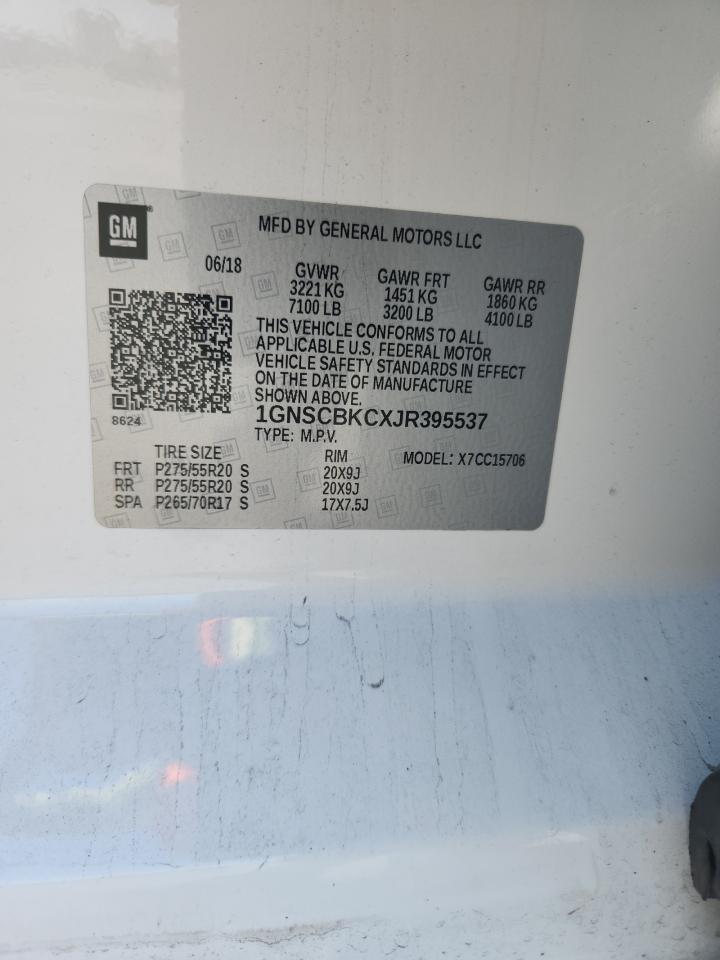 GM
MFD BY GENERAL MOTORS LLC
06/18 GVWR GAWR FRT GAWR RR
3221 KG 1451 KG 1860 KG
7100 LB 3200 LB 4100 LB
THIS VEHICLE CONFORMS TO ALL
APPLICABLE U.S. FEDERAL MOTOR
VEHICLE SAFETY STANDARDS IN EFFECT
ON THE DATE OF MANUFACTURE
SHOWN ABOVE.
8624
1GNSCBKCXJR395537
TYPE: M.P.V.
TIRE SIZE RIM MODEL: X7CC15706
FRT P275/55R20 S 20X9J
RR P275/55R20 S 20X9J
SPA P265/70R17 S 17X7.5J